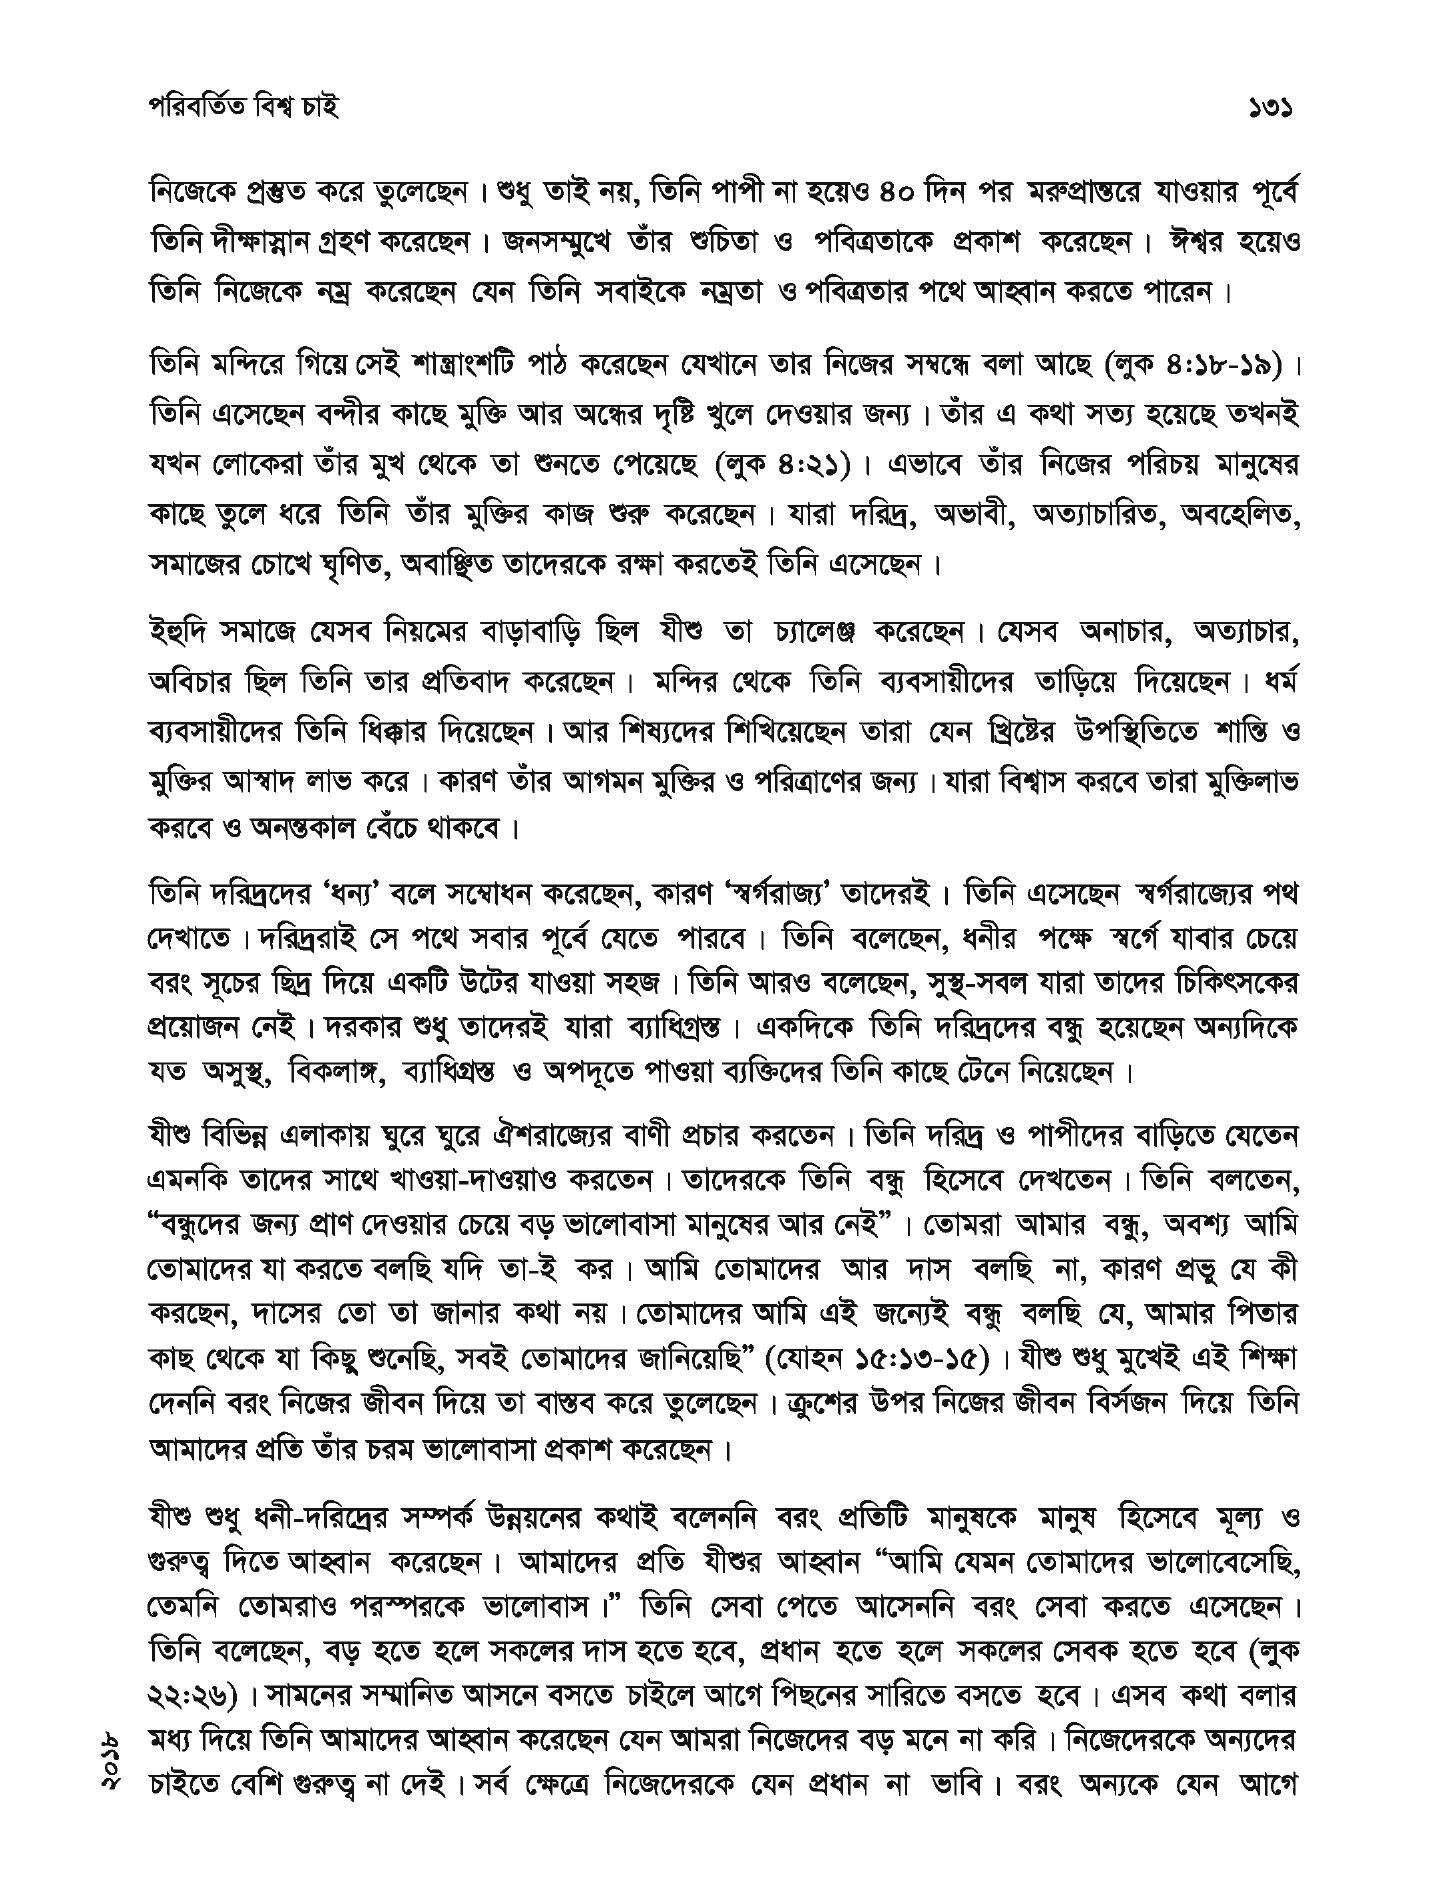 পরিবর্তিত বিশ্ব চাই ১৩১
নিজেকে প্রস্তুত করে তুলেছেন। শুধু তাই নয়, তিনি পাপী না হয়েও ৪০ দিন পর মরুপ্রান্তরে যাওয়ার পূর্বে
তিনি দীক্ষাস্নান গ্রহণ করেছেন। জনসম্মুখে তাঁর শুচিতা ও পবিত্রতাকে প্রকাশ করেছেন। ঈশ্বর হয়েও
তিনি নিজেকে নম্র করেছেন যেন তিনি সবাইকে নম্রতা ও পবিত্রতার পথে আহ্বান করতে পারেন।
তিনি মন্দিরে গিয়ে সেই শাস্ত্রাংশটি পাঠ করেছেন যেখানে তার নিজের সম্বন্ধে বলা আছে (লুক ৪:১৮-১৯)।
তিনি এসেছেন বন্দীর কাছে মুক্তি আর অন্ধের দৃষ্টি খুলে দেওয়ার জন্য। তাঁর এ কথা সত্য হয়েছে তখনই
যখন লোকেরা তাঁর মুখ থেকে তা শুনতে পেয়েছে (লুক ৪:২১)। এভাবে তাঁর নিজের পরিচয় মানুষের
কাছে তুলে ধরে তিনি তাঁর মুক্তির কাজ শুরু করেছেন। যারা দরিদ্র, অভাবী, অত্যাচারিত, অবহেলিত,
সমাজের চোখে ঘৃণিত, অবাঞ্ছিত তাদেরকে রক্ষা করতেই তিনি এসেছেন।
ইহুদি সমাজে যেসব নিয়মের বাড়াবাড়ি ছিল যীশু তা চ্যালেঞ্জ করেছেন। যেসব অনাচার, অত্যাচার,
অবিচার ছিল তিনি তার প্রতিবাদ করেছেন। মন্দির থেকে তিনি ব্যবসায়ীদের তাড়িয়ে দিয়েছেন। ধর্ম
ব্যবসায়ীদের তিনি ধিক্কার দিয়েছেন। আর শিষ্যদের শিখিয়েছেন তারা যেন খ্রিষ্টের উপস্থিতিতে শান্তি ও
মুক্তির আস্বাদ লাভ করে। কারণ তাঁর আগমন মুক্তির ও পরিত্রাণের জন্য। যারা বিশ্বাস করবে তারা মুক্তিলাভ
করবে ও অনন্তকাল বেঁচে থাকবে।
তিনি দরিদ্রদের ‘ধন্য’ বলে সম্বোধন করেছেন, কারণ ‘স্বর্গরাজ্য’ তাদেরই। তিনি এসেছেন স্বর্গরাজ্যের পথ
দেখাতে। দরিদ্ররাই সে পথে সবার পূর্বে যেতে পারবে। তিনি বলেছেন, ধনীর পক্ষে স্বর্গে যাবার চেয়ে
বরং সূচের ছিদ্র দিয়ে একটি উটের যাওয়া সহজ। তিনি আরও বলেছেন, সুস্থ-সবল যারা তাদের চিকিৎসকের
প্রয়োজন নেই। দরকার শুধু তাদেরই যারা ব্যাধিগ্রস্ত। একদিকে তিনি দরিদ্রদের বন্ধু হয়েছেন অন্যদিকে
যত অসুস্থ, বিকলাঙ্গ, ব্যাধিগ্রস্ত ও অপদূতে পাওয়া ব্যক্তিদের তিনি কাছে টেনে নিয়েছেন।
যীশু বিভিন্ন এলাকায় ঘুরে ঘুরে ঐশরাজ্যের বাণী প্রচার করতেন। তিনি দরিদ্র ও পাপীদের বাড়িতে যেতেন
এমনকি তাদের সাথে খাওয়া-দাওয়াও করতেন। তাদেরকে তিনি বন্ধু হিসেবে দেখতেন। তিনি বলতেন,
“বন্ধুদের জন্য প্রাণ দেওয়ার চেয়ে বড় ভালোবাসা মানুষের আর নেই”। তোমরা আমার বন্ধু, অবশ্য আমি
তোমাদের যা করতে বলছি যদি তা-ই কর। আমি তোমাদের আর দাস বলছি না, কারণ প্রভু যে কী
করছেন, দাসের তো তা জানার কথা নয়। তোমাদের আমি এই জন্যেই বন্ধু বলছি যে, আমার পিতার
কাছ থেকে যা কিছু শুনেছি, সবই তোমাদের জানিয়েছি” (যোহন ১৫:১৩-১৫)। যীশু শুধু মুখেই এই শিক্ষা
দেননি বরং নিজের জীবন দিয়ে তা বাস্তব করে তুলেছেন। ক্রুশের উপর নিজের জীবন বির্সজন দিয়ে তিনি
আমাদের প্রতি তাঁর চরম ভালোবাসা প্রকাশ করেছেন।
যীশু শুধু ধনী-দরিদ্রের সম্পর্ক উন্নয়নের কথাই বলেননি বরং প্রতিটি মানুষকে মানুষ হিসেবে মূল্য ও
গুরুত্ব দিতে আহ্বান করেছেন। আমাদের প্রতি যীশুর আহ্বান “আমি যেমন তোমাদের ভালোবেসেছি,
তেমনি তোমরাও পরস্পরকে ভালোবাস।” তিনি সেবা পেতে আসেননি বরং সেবা করতে এসেছেন।
তিনি বলেছেন, বড় হতে হলে সকলের দাস হতে হবে, প্রধান হতে হলে সকলের সেবক হতে হবে (লুক
২২:২৬)। সামনের সম্মানিত আসনে বসতে চাইলে আগে পিছনের সারিতে বসতে হবে। এসব কথা বলার
মধ্য দিয়ে তিনি আমাদের আহ্বান করেছেন যেন আমরা নিজেদের বড় মনে না করি। নিজেদেরকে অন্যদের
চাইতে বেশি গুরুত্ব না দেই। সর্ব ক্ষেত্রে নিজেদেরকে যেন প্রধান না ভাবি। বরং অন্যকে যেন আগে
২০১৮